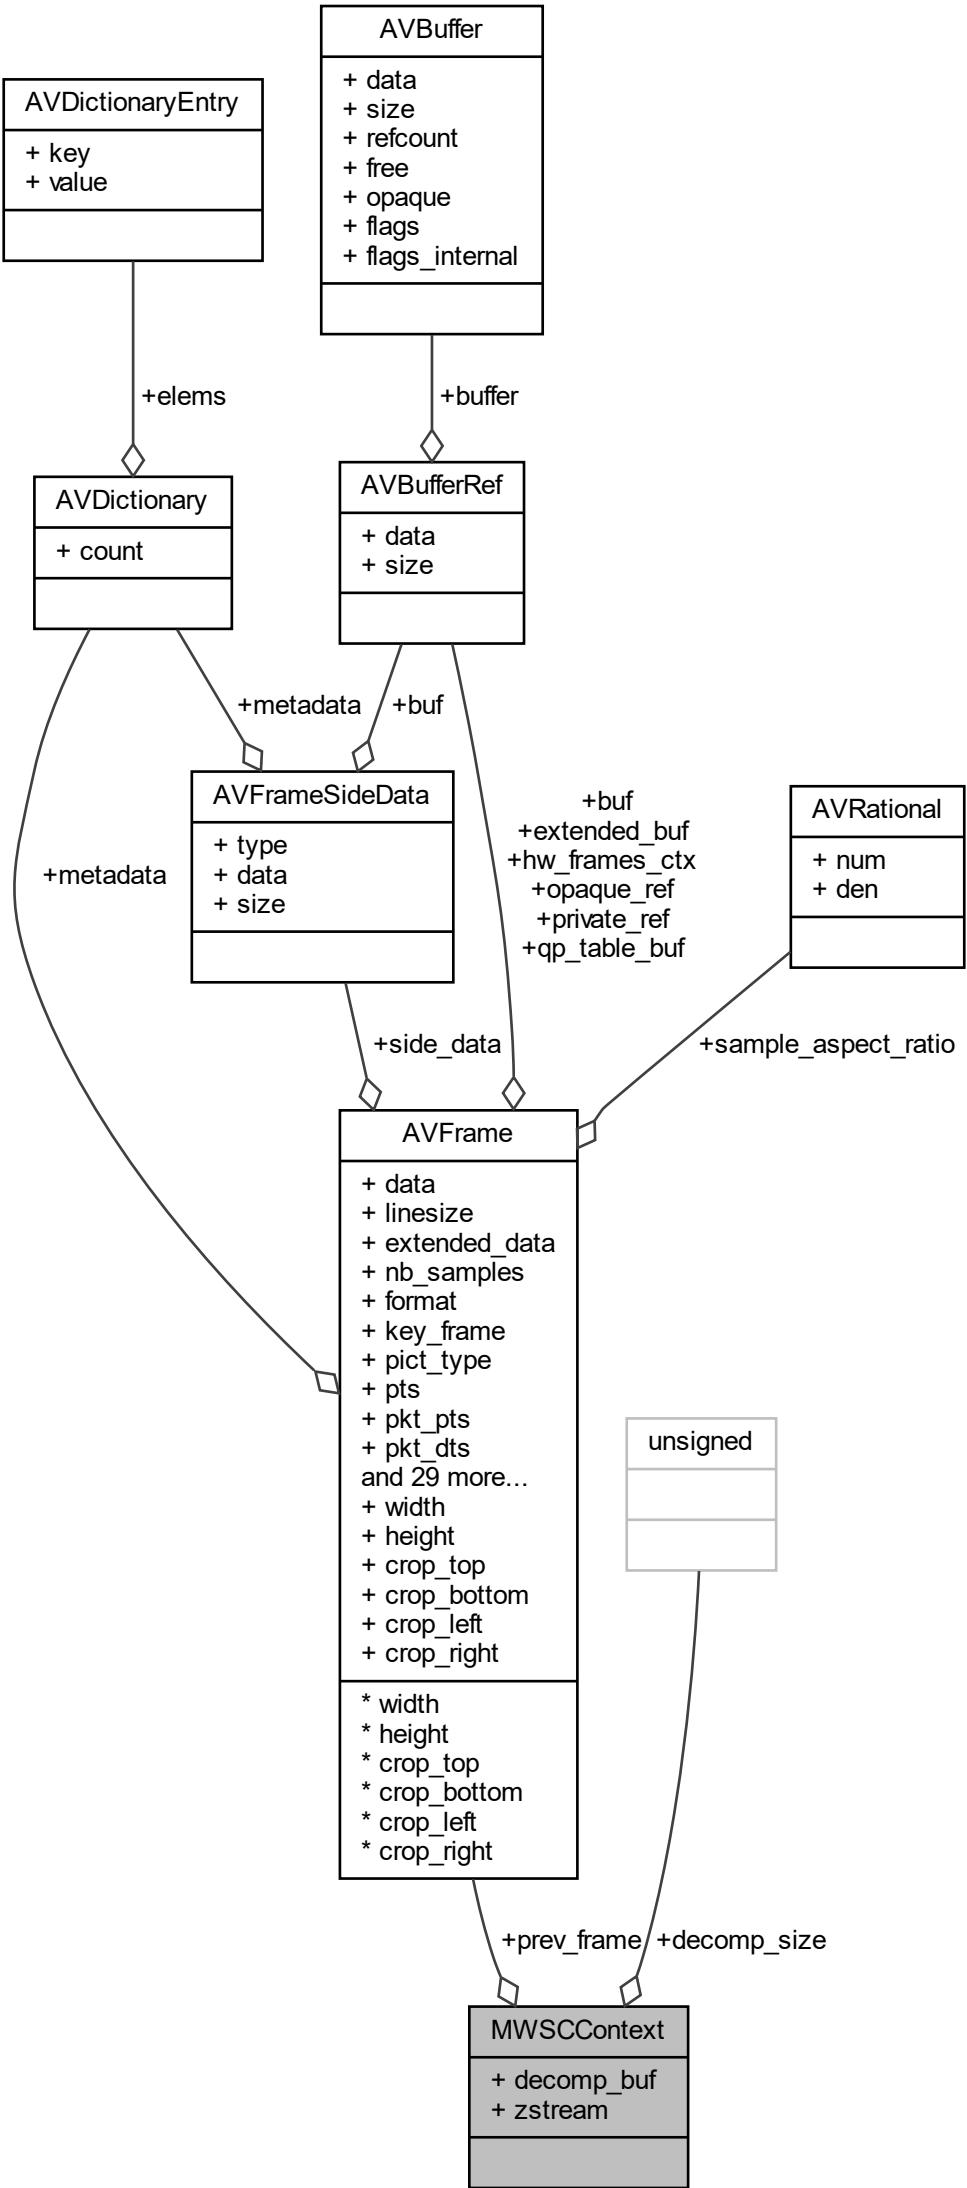 AVBuffer
+ data
+ size
+ refcount
+ free
+ opaque
+ flags
+ flags_internal
AVDictionaryEntry
+ key
+ value
+elems
+buffer
AVDictionary
+ count
AVBufferRef
+ data
+ size
+metadata
+buf
AVFrameSideData
+ type
+ data
+ size
+metadata
+buf
+extended_buf
+hw_frames_ctx
+opaque_ref
+private_ref
+qp_table_buf
AVRational
+ num
+ den
+side_data
+sample_aspect_ratio
AVFrame
+ data
+ linesize
+ extended_data
+ nb_samples
+ format
+ key_frame
+ pict_type
+ pts
+ pkt_pts
+ pkt_dts
and 29 more...
+ width
+ height
+ crop_top
+ crop_bottom
+ crop_left
+ crop_right
* width
* height
* crop_top
* crop_bottom
* crop_left
* crop_right
unsigned
+prev_frame
+decomp_size
MWSCContext
+ decomp_buf
+ zstream